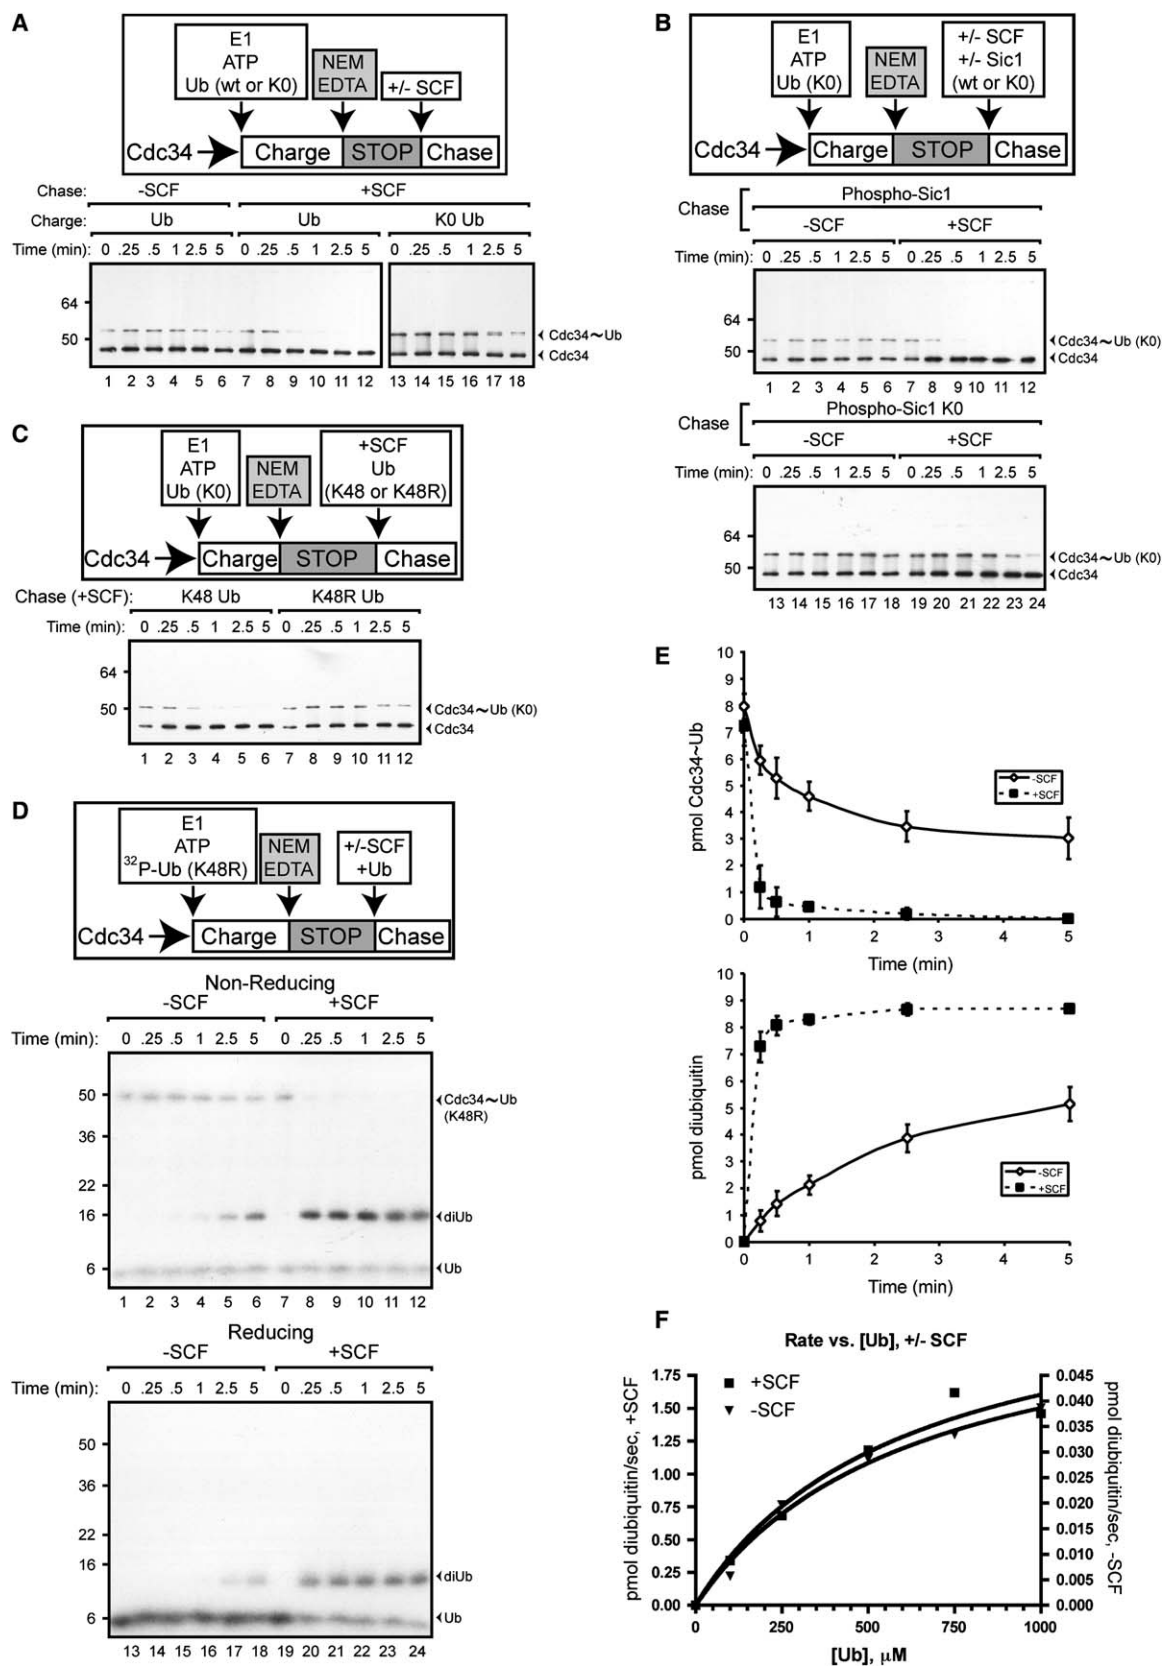 A
E1
ATP
Ub (wt or K0)
NEM
EDTA
+/- SCF
Cdc34
Charge STOP Chase
Chase: -SCF +SCF
Charge: Ub Ub K0 Ub
Time (min): 0 .25 .5 1 2.5 5 0 .25 .5 1 2.5 5 0 .25 .5 1 2.5 5
64
50
Cdc34~Ub
Cdc34
1 2 3 4 5 6 7 8 9 10 11 12 13 14 15 16 17 18
B
E1
ATP
Ub (K0)
NEM
EDTA
+/- SCF
+/- Sic1
(wt or K0)
Cdc34
Charge STOP Chase
Phospho-Sic1
Chase
-SCF +SCF
Time (min): 0 .25 .5 1 2.5 5 0 .25 .5 1 2.5 5
64
50
Cdc34~Ub (K0)
Cdc34
1 2 3 4 5 6 7 8 9 10 11 12
Phospho-Sic1 K0
Chase
-SCF +SCF
Time (min): 0 .25 .5 1 2.5 5 0 .25 .5 1 2.5 5
64
50
Cdc34~Ub (K0)
Cdc34
13 14 15 16 17 18 19 20 21 22 23 24
C
E1
ATP
Ub (K0)
NEM
EDTA
+SCF
Ub
(K48 or K48R)
Cdc34
Charge STOP Chase
Chase (+SCF): K48 Ub K48R Ub
Time (min): 0 .25 .5 1 2.5 5 0 .25 .5 1 2.5 5
64
50
Cdc34~Ub (K0)
Cdc34
1 2 3 4 5 6 7 8 9 10 11 12
D
E1
ATP
32P-Ub (K48R)
NEM
EDTA
+/-SCF
+Ub
Cdc34
Charge STOP Chase
Non-Reducing
-SCF +SCF
Time (min): 0 .25 .5 1 2.5 5 0 .25 .5 1 2.5 5
50
36
22
16
6
Cdc34~Ub
(K48R)
diUb
Ub
1 2 3 4 5 6 7 8 9 10 11 12
Reducing
-SCF +SCF
Time (min): 0 .25 .5 1 2.5 5 0 .25 .5 1 2.5 5
50
36
22
16
6
diUb
Ub
13 14 15 16 17 18 19 20 21 22 23 24
E
pmol Cdc34~Ub
10
9
8
7
6
5
4
3
2
1
0
-SCF
+SCF
0 1 2 3 4 5
Time (min)
pmol diubiquitin
10
9
8
7
6
5
4
3
2
1
0
-SCF
+SCF
0 1 2 3 4 5
Time (min)
F
Rate vs. [Ub], +/- SCF
pmol diubiquitin/sec, +SCF
1.75
1.50
1.25
1.00
0.75
0.50
0.25
0.00
+SCF
-SCF
0.045
0.040
0.035
0.030
0.025
0.020
0.015
0.010
0.005
0.000
pmol diubiquitin/sec, -SCF
0 250 500 750 1000
[Ub], μM